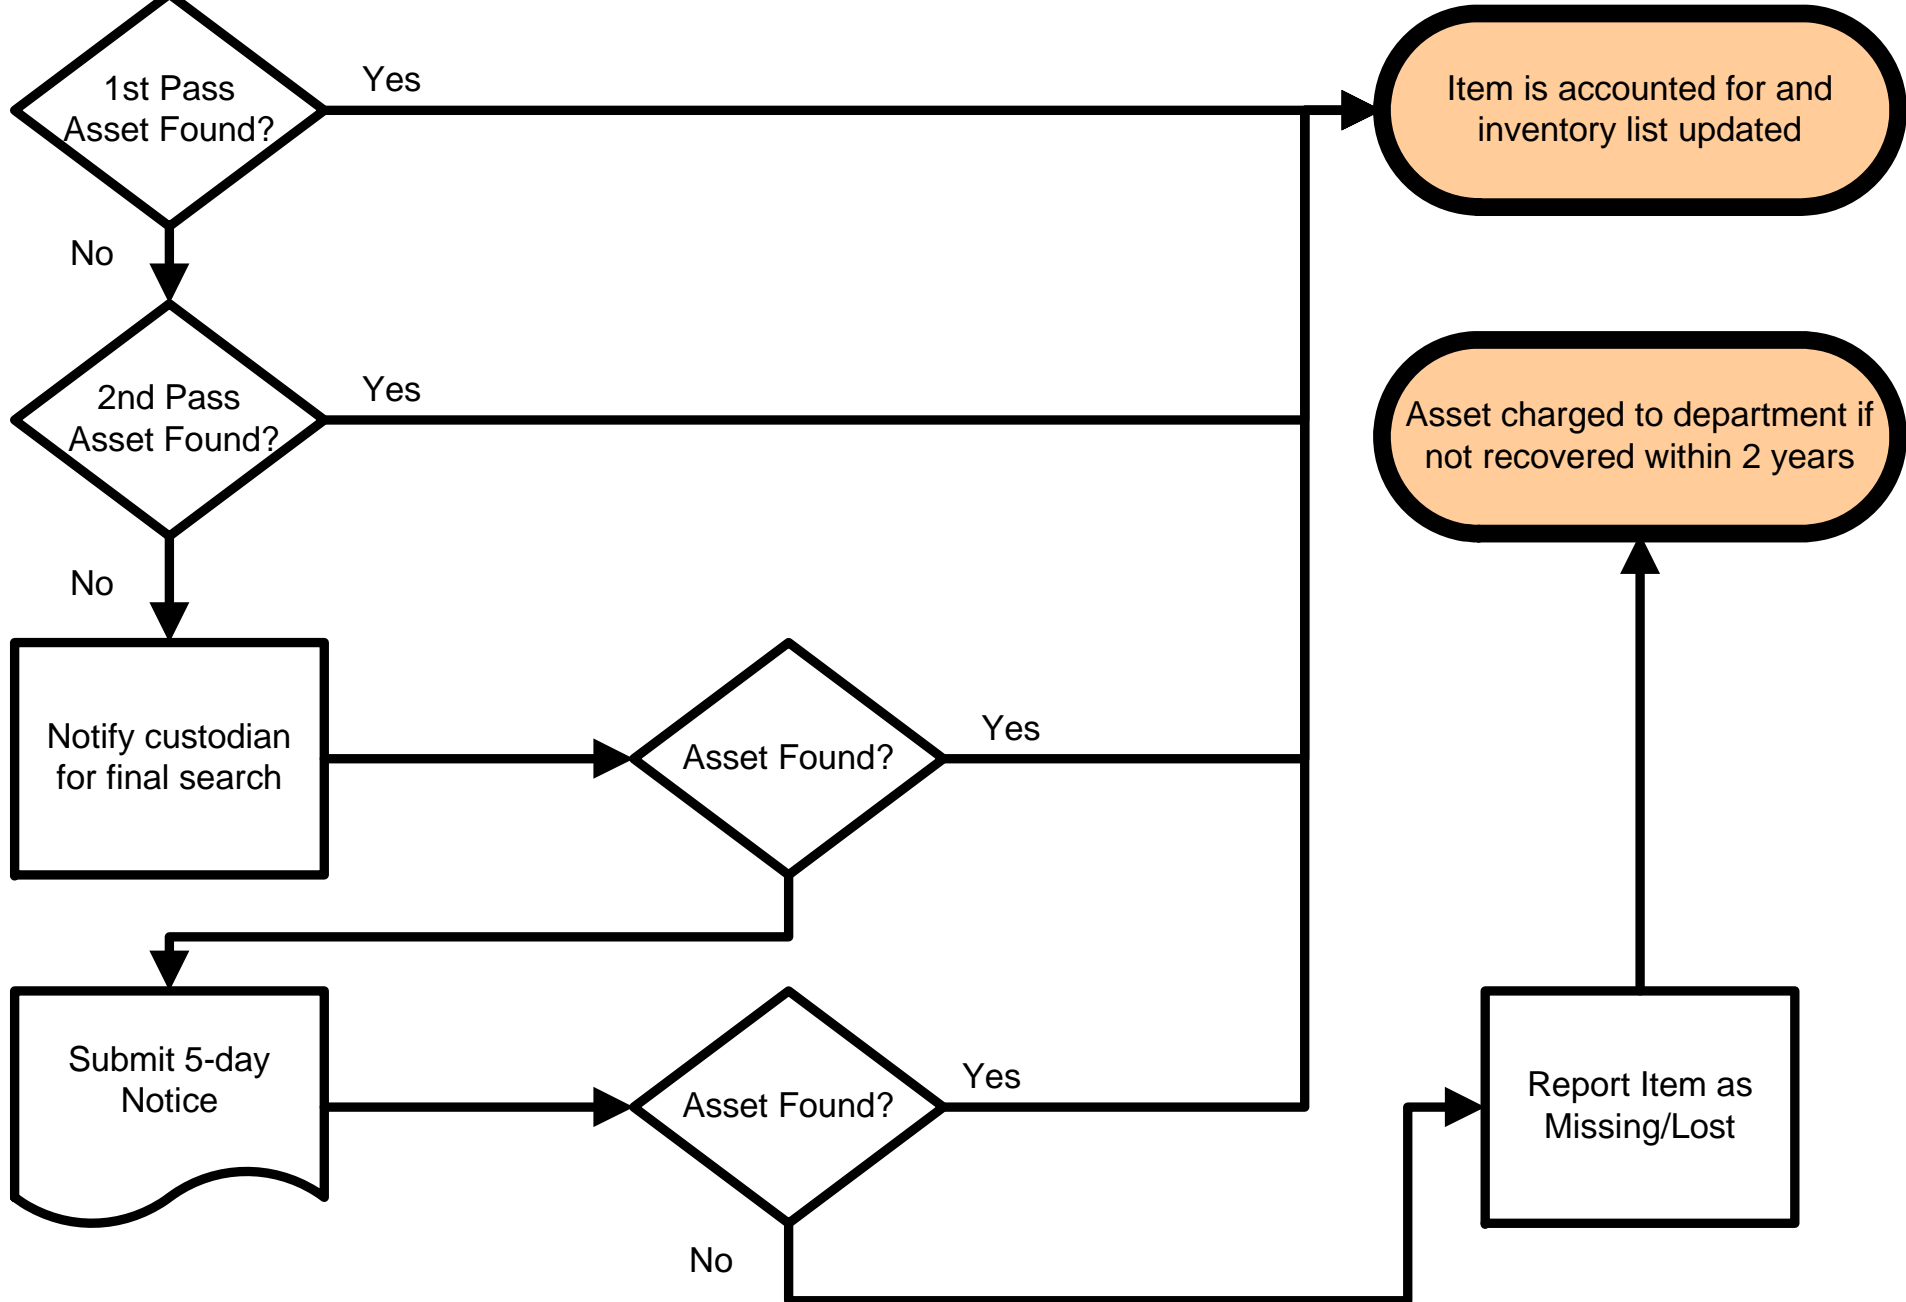 1st Pass
Asset Found?
Yes
Item is accounted for and
inventory list updated
No
2nd Pass
Asset Found?
Yes
Asset charged to department if
not recovered within 2 years
No
Notify custodian
for final search
Asset Found?
Yes
Submit 5-day
Notice
Asset Found?
Yes
Report Item as
Missing/Lost
No